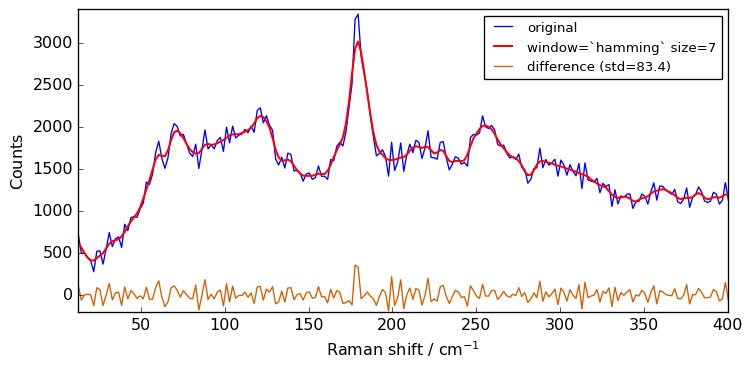 original
window=`hamming` size=7
difference (std=83.4)
Counts
3000
2500
2000
1500
1000
500
0
50 100 150 200 250 300 350 400
Raman shift / cm⁻¹